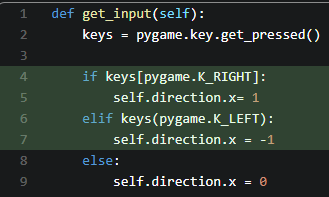 1 def get_input(self):
2 keys = pygame.key.get_pressed()
3
4 if keys[pygame.K_RIGHT]:
5 self.direction.x= 1
6 elif keys(pygame.K_LEFT):
7 self.direction.x = -1
8 else:
9 self.direction.x = 0